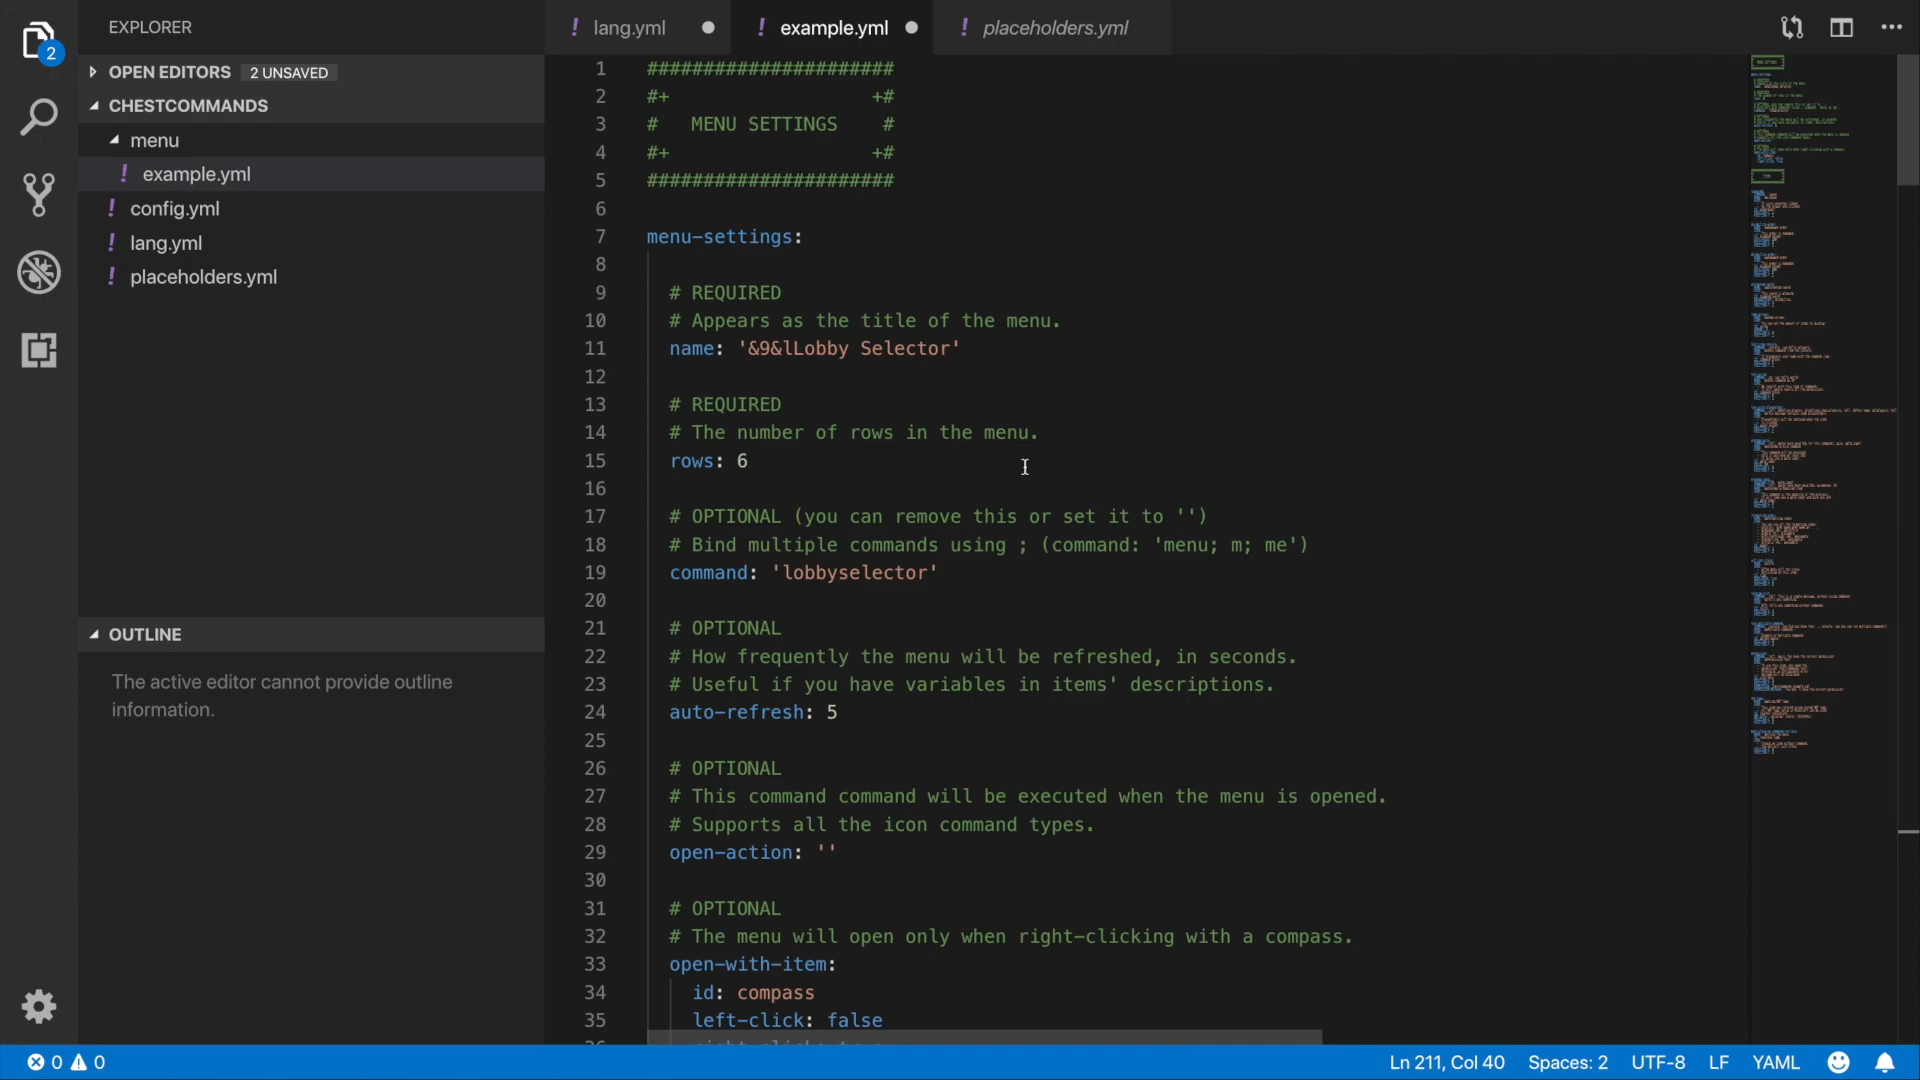 EXPLORER
OPEN EDITORS 2 UNSAVED
CHESTCOMMANDS
menu
! example.yml
! config.yml
! lang.yml
! placeholders.yml
OUTLINE
The active editor cannot provide outline
information.
2
! lang.yml
! example.yml
! placeholders.yml
1 ######################
2 #+ +#
3 # MENU SETTINGS #
4 #+ +#
5 ######################
6
7 menu-settings:
8
9 # REQUIRED
10 # Appears as the title of the menu.
11 name: '&9&lLobby Selector'
12
13 # REQUIRED
14 # The number of rows in the menu.
15 rows: 6
16
17 # OPTIONAL (you can remove this or set it to '')
18 # Bind multiple commands using ; (command: 'menu; m; me')
19 command: 'lobbyselector'
20
21 # OPTIONAL
22 # How frequently the menu will be refreshed, in seconds.
23 # Useful if you have variables in items' descriptions.
24 auto-refresh: 5
25
26 # OPTIONAL
27 # This command command will be executed when the menu is opened.
28 # Supports all the icon command types.
29 open-action: ''
30
31 # OPTIONAL
32 # The menu will open only when right-clicking with a compass.
33 open-with-item:
34 id: compass
35 left-click: false
0 0
Ln 211, Col 40 Spaces: 2 UTF-8 LF YAML